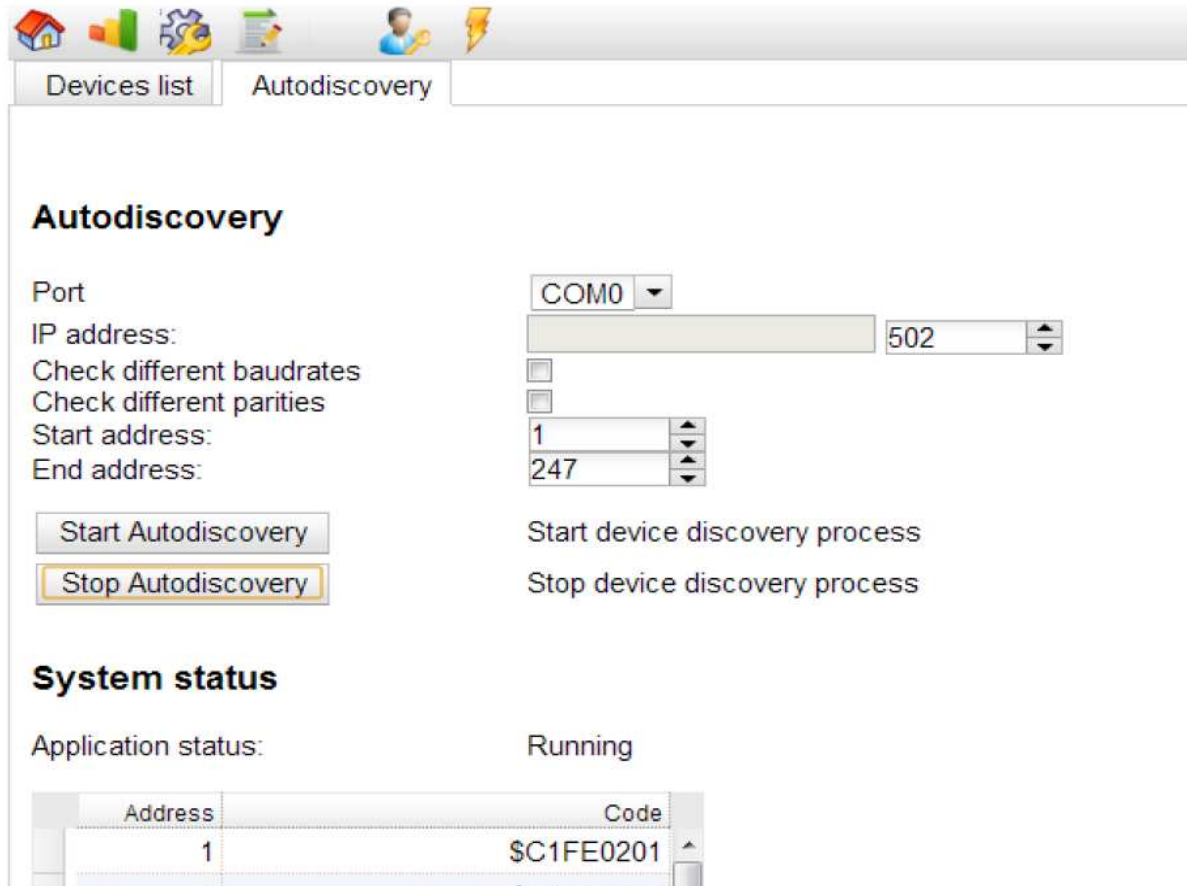 Devices list Autodiscovery
Autodiscovery
Port COM0
IP address: 502
Check different baudrates
Check different parities
Start address: 1
End address: 247
Start Autodiscovery Start device discovery process
Stop Autodiscovery Stop device discovery process
System status
Application status: Running
Address Code
1 $C1FE0201